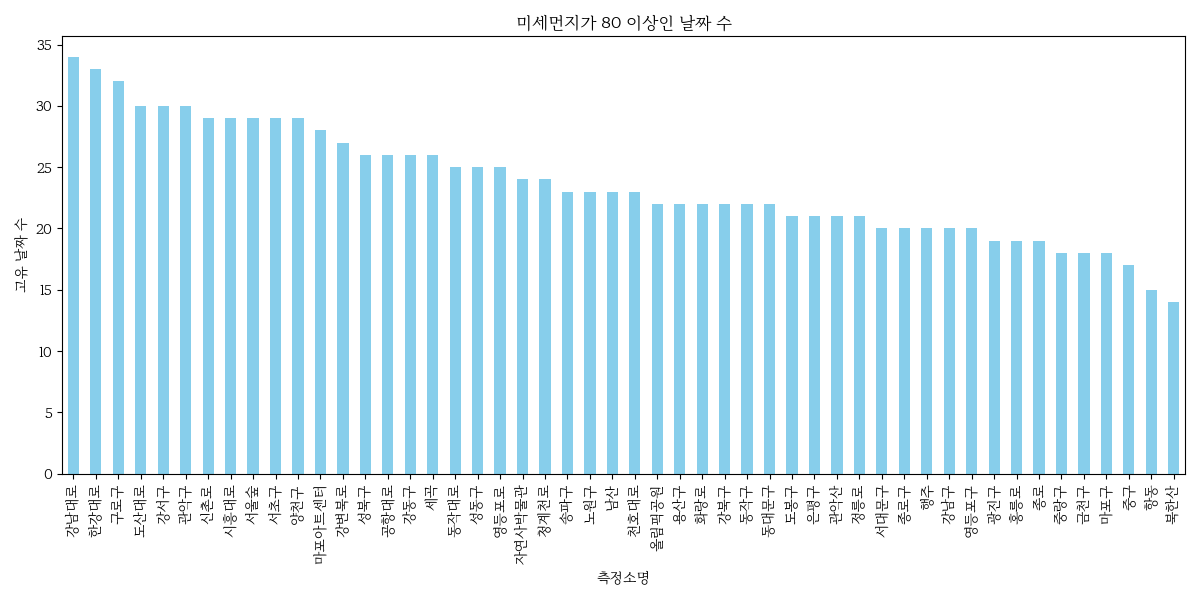 미세먼지가 80 이상인 날짜 수
고유 날짜 수
35
30
25
20
15
10
5
0
강남대로
한강대로
구로구
도산대로
강서구
관악구
신촌로
시흥대로
서울숲
서초구
양천구
마포아트센터
강변북로
성북구
공항대로
강동구
세곡
동작대로
성동구
영등포로
자연사박물관
청계천로
송파구
노원구
남산
천호대로
올림픽공원
용산구
화랑로
강북구
동작구
동대문구
도봉구
은평구
관악산
정릉로
서대문구
종로구
행주
강남구
영등포구
광진구
홍릉로
종로
중랑구
금천구
마포구
중구
항동
북한산
측정소명